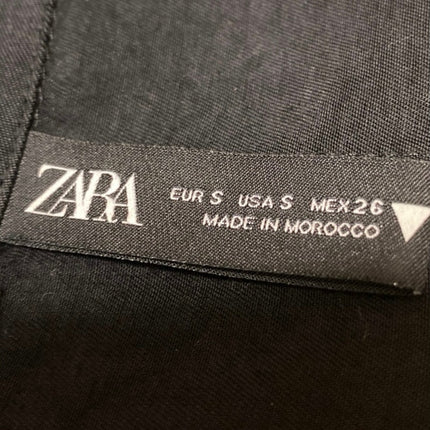 ZARA
EUR S USA S MEX 26
MADE IN MOROCCO